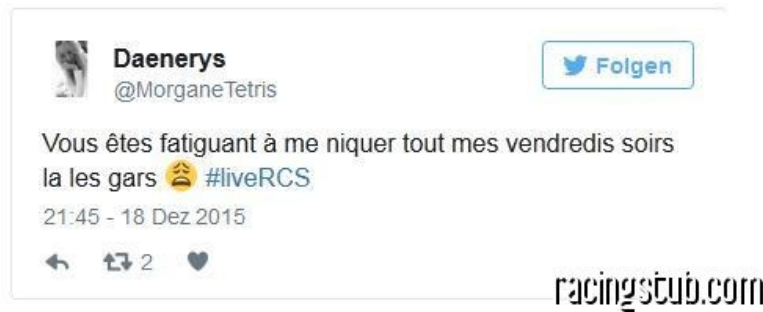 Daenerys
@MorganeTetris
Folgen
Vous êtes fatiguant à me niquer tout mes vendredis soirs
la les gars 😩 #liveRCS
21:45 - 18 Dez 2015
2
racingstub.com